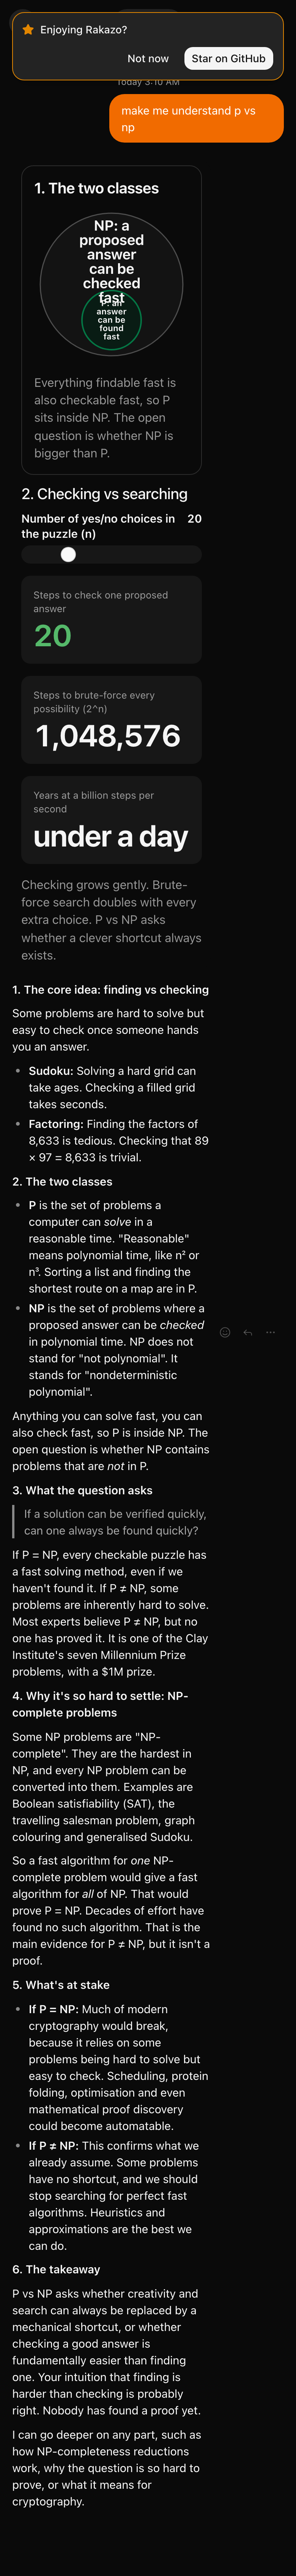 Enjoying Rakazo?
Not now
Star on GitHub
Today 3:10 AM
make me understand p vs
np
1. The two classes
NP: a
proposed
answer
can be
checked
fast
P: an
answer
can be
found
fast
Everything findable fast is
also checkable fast, so P
sits inside NP. The open
question is whether NP is
bigger than P.
2. Checking vs searching
Number of yes/no choices in 20
the puzzle (n)
Steps to check one proposed
answer
20
Steps to brute-force every
possibility (2^n)
1,048,576
Years at a billion steps per
second
under a day
Checking grows gently. Brute-
force search doubles with every
extra choice. P vs NP asks
whether a clever shortcut always
exists.
1. The core idea: finding vs checking
Some problems are hard to solve but
easy to check once someone hands
you an answer.
• Sudoku: Solving a hard grid can
take ages. Checking a filled grid
takes seconds.
• Factoring: Finding the factors of
8,633 is tedious. Checking that 89
× 97 = 8,633 is trivial.
2. The two classes
• P is the set of problems a
computer can solve in a
reasonable time. "Reasonable"
means polynomial time, like n² or
n³. Sorting a list and finding the
shortest route on a map are in P.
• NP is the set of problems where a
proposed answer can be checked
in polynomial time. NP does not
stand for "not polynomial". It
stands for "nondeterministic
polynomial".
Anything you can solve fast, you can
also check fast, so P is inside NP. The
open question is whether NP contains
problems that are not in P.
3. What the question asks
If a solution can be verified quickly,
can one always be found quickly?
If P = NP, every checkable puzzle has
a fast solving method, even if we
haven't found it. If P ≠ NP, some
problems are inherently hard to solve.
Most experts believe P ≠ NP, but no
one has proved it. It is one of the Clay
Institute's seven Millennium Prize
problems, with a $1M prize.
4. Why it's so hard to settle: NP-
complete problems
Some NP problems are "NP-
complete". They are the hardest in
NP, and every NP problem can be
converted into them. Examples are
Boolean satisfiability (SAT), the
travelling salesman problem, graph
colouring and generalised Sudoku.
So a fast algorithm for one NP-
complete problem would give a fast
algorithm for all of NP. That would
prove P = NP. Decades of effort have
found no such algorithm. That is the
main evidence for P ≠ NP, but it isn't a
proof.
5. What's at stake
• If P = NP: Much of modern
cryptography would break,
because it relies on some
problems being hard to solve but
easy to check. Scheduling, protein
folding, optimisation and even
mathematical proof discovery
could become automatable.
• If P ≠ NP: This confirms what we
already assume. Some problems
have no shortcut, and we should
stop searching for perfect fast
algorithms. Heuristics and
approximations are the best we
can do.
6. The takeaway
P vs NP asks whether creativity and
search can always be replaced by a
mechanical shortcut, or whether
checking a good answer is
fundamentally easier than finding
one. Your intuition that finding is
harder than checking is probably
right. Nobody has found a proof yet.
I can go deeper on any part, such as
how NP-completeness reductions
work, why the question is so hard to
prove, or what it means for
cryptography.